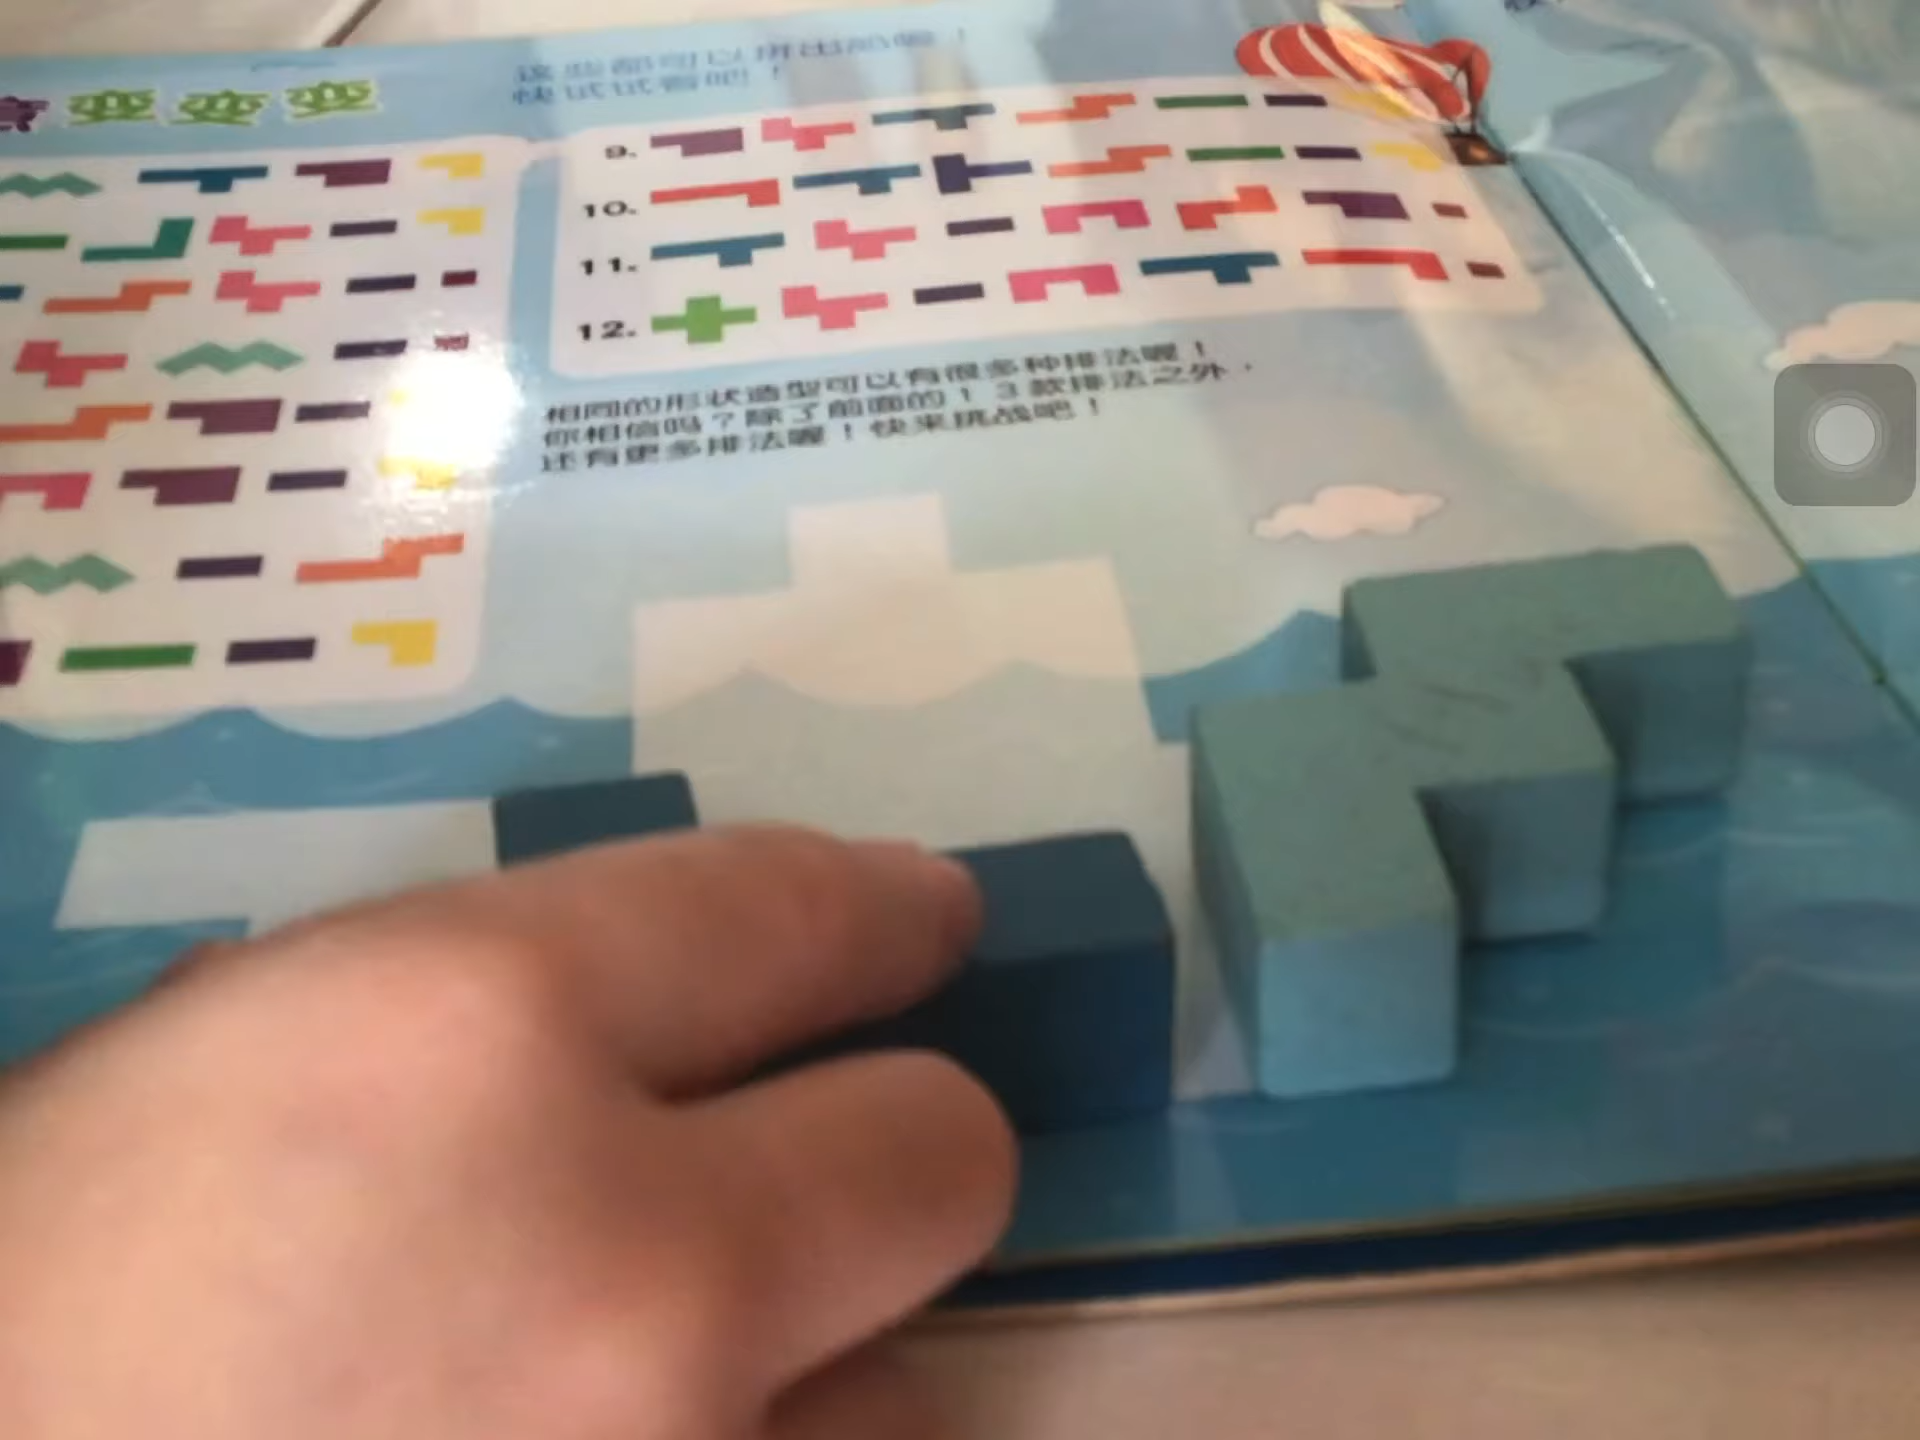 变变变
这些都可以拼出船喔！
快试试看吧！
9.
10.
11.
12.
相同的形状造型可以有很多种排法喔！
你相信吗？除了前面的13款排法之外，
还有更多排法喔！快来挑战吧！